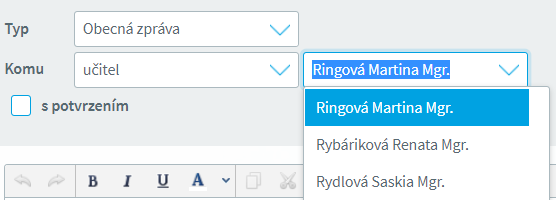 Typ Obecná zpráva
Komu učitel Ringová Martina Mgr.
s potvrzením
Ringová Martina Mgr.
Rybáriková Renata Mgr.
Rydlová Saskia Mgr.
B I U A